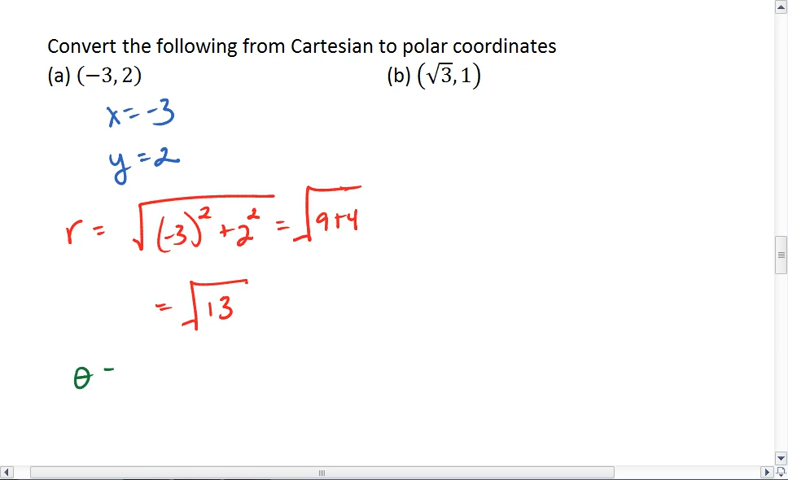 Convert the following from Cartesian to polar coordinates
(a) (−3, 2) (b) (√3, 1)
x = -3
y = 2
r = √((-3)² + 2²) = √(9+4)
= √13
θ -